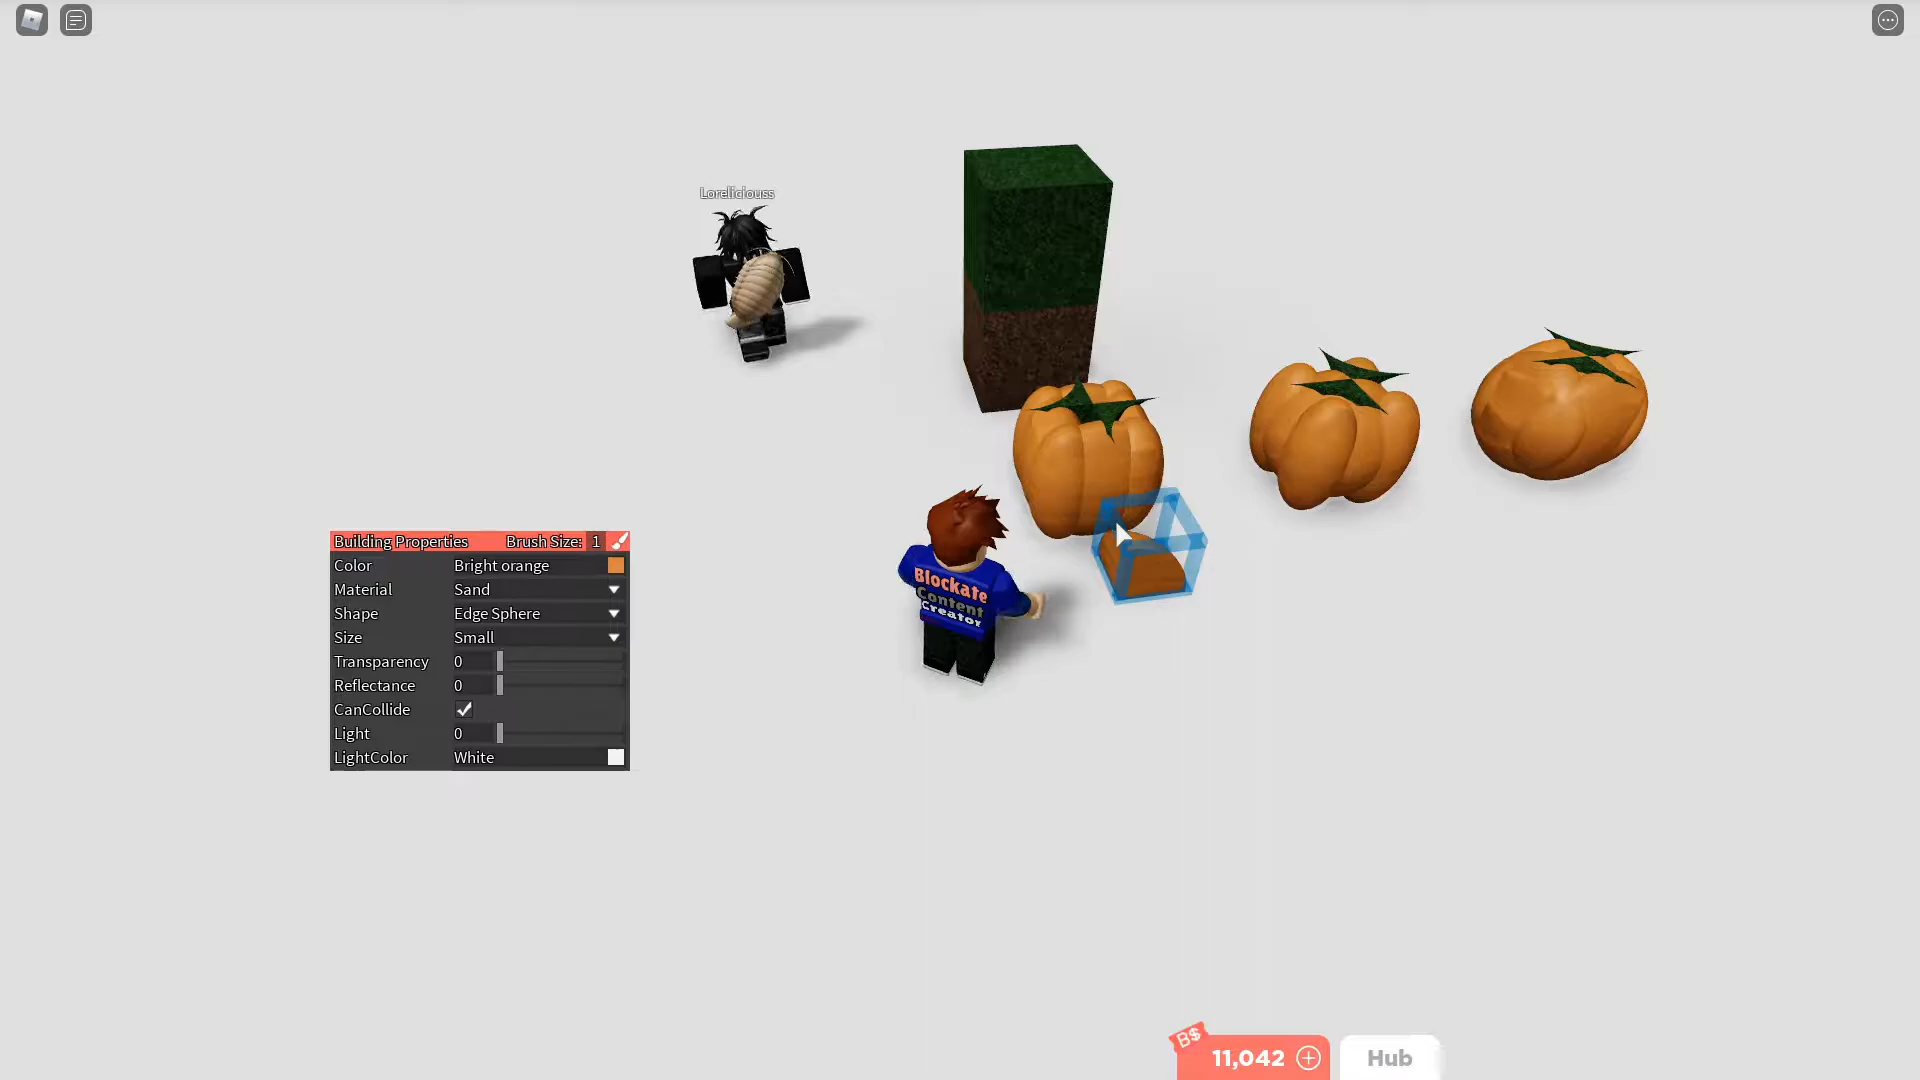 Loreliciouss
Building Properties Brush Size: 1
Color Bright orange
Material Sand
Shape Edge Sphere
Size Small
Transparency 0
Reflectance 0
CanCollide
Light 0
LightColor White
Blockate
Content
Creator
B$ 11,042
Hub